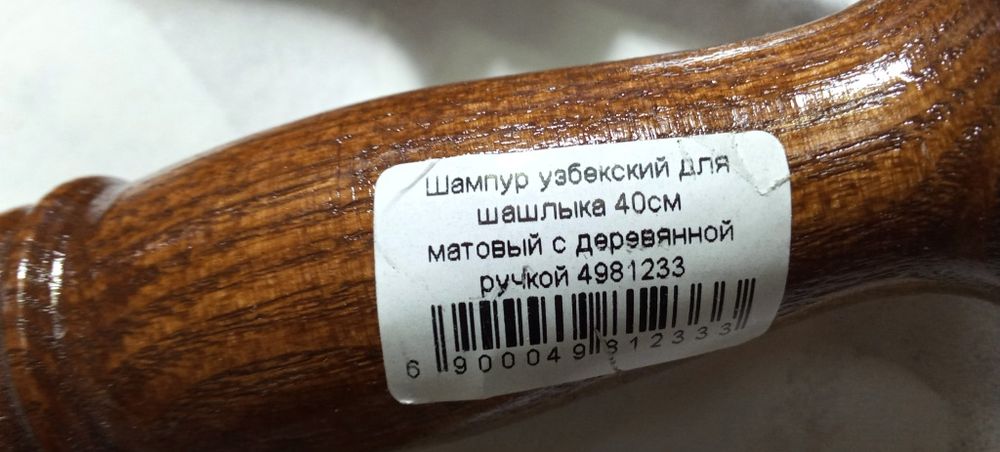 Шампур узбекский для
шашлыка 40см
матовый с деревянной
ручкой 4981233
6 900049 812333